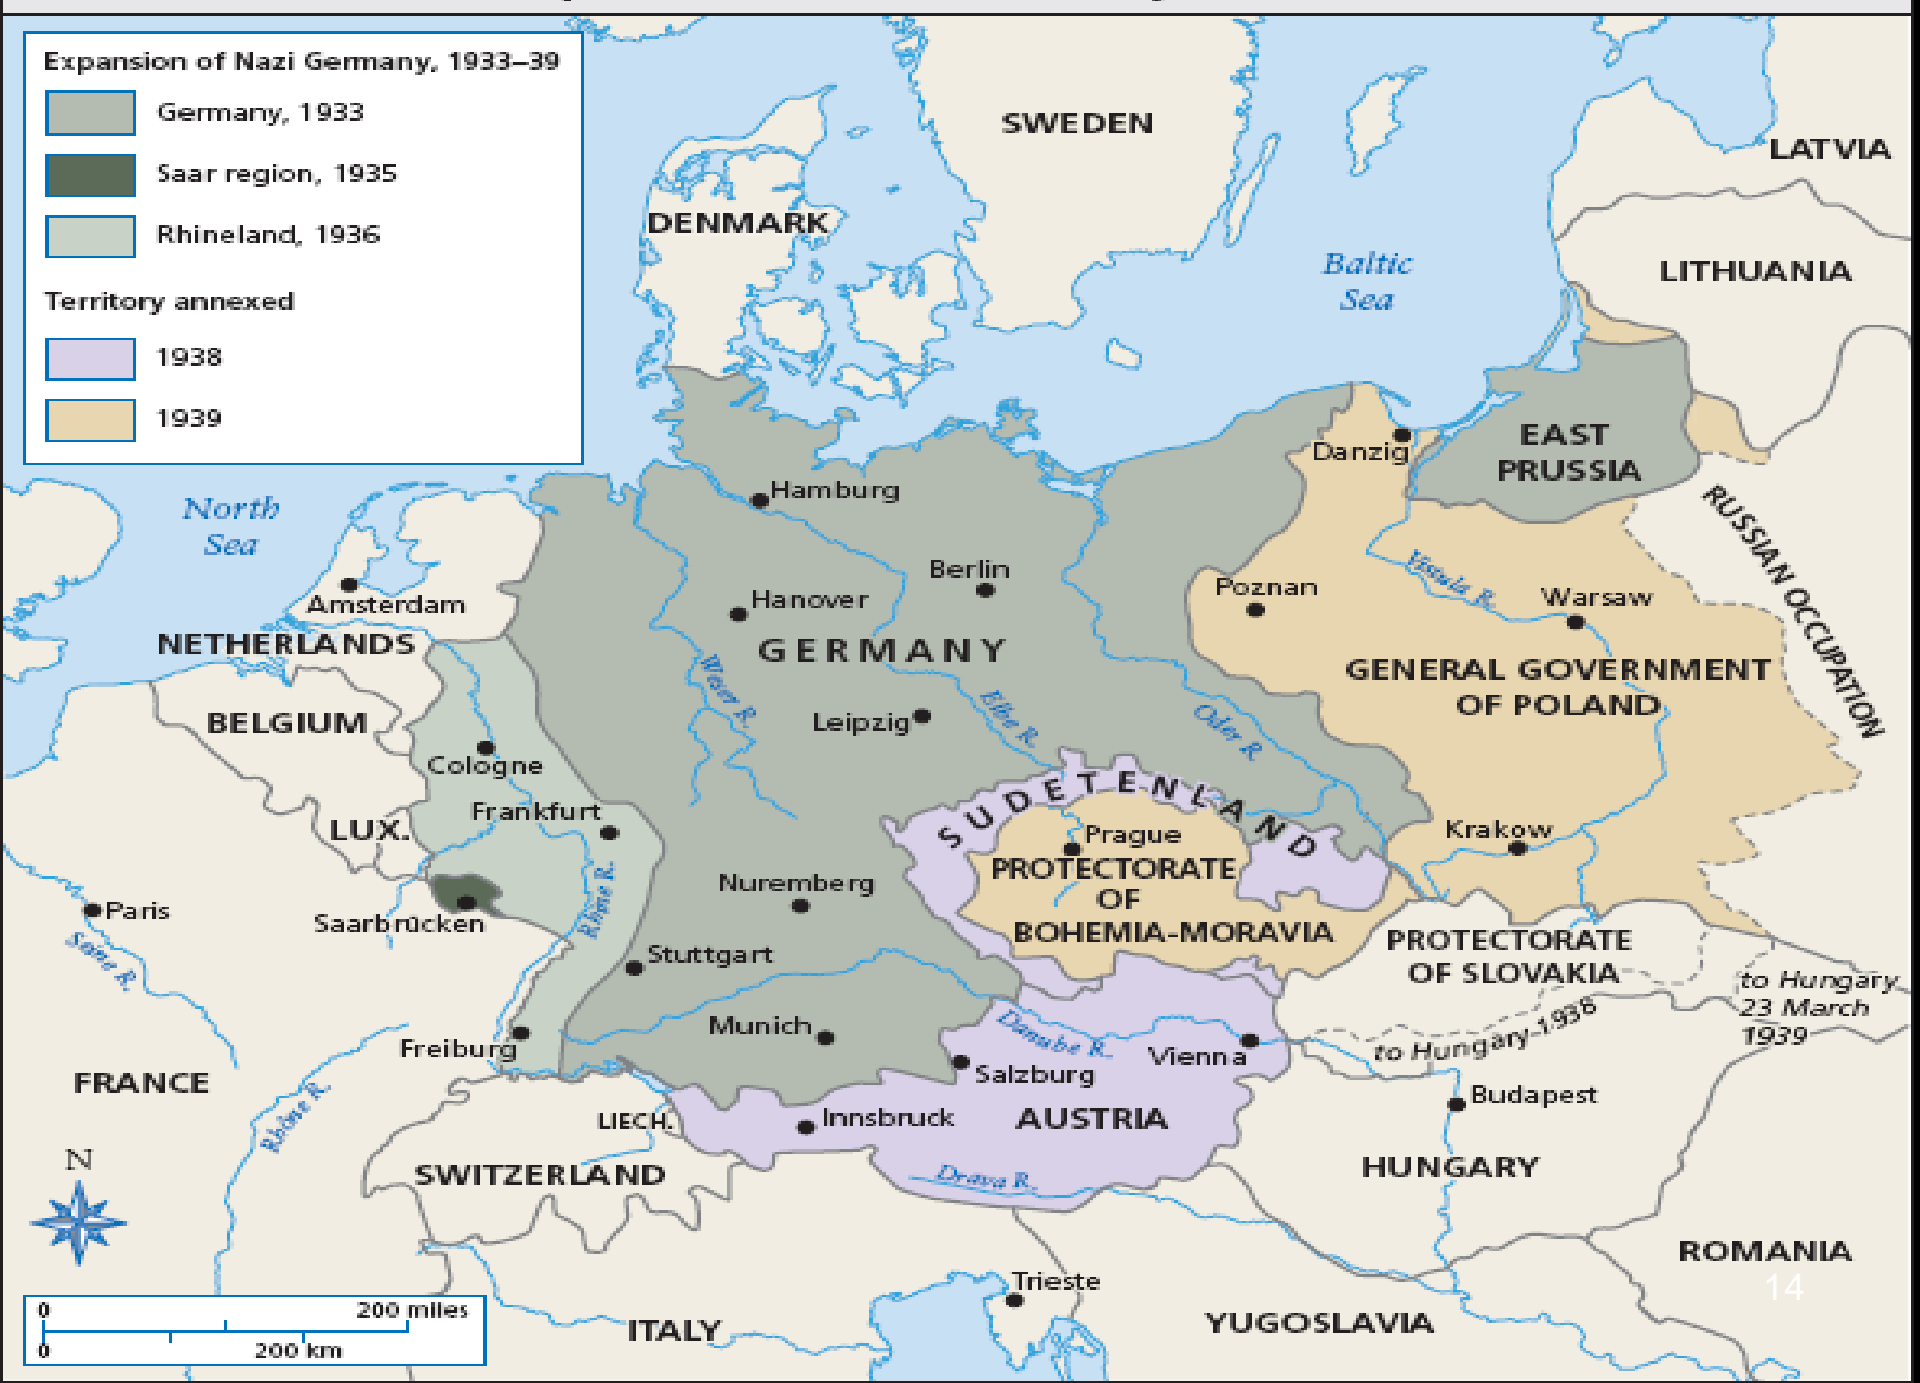 Expansion of Nazi Germany, 1933–39
Germany, 1933
Saar region, 1935
Rhineland, 1936
Territory annexed
1938
1939
SWEDEN
LATVIA
DENMARK
LITHUANIA
Baltic
Sea
EAST
PRUSSIA
Danzig
North
Sea
Hamburg
RUSSIAN OCCUPATION
Amsterdam
NETHERLANDS
Berlin
Hanover
GERMANY
Poznan
Vistula R.
Warsaw
GENERAL GOVERNMENT
OF POLAND
BELGIUM
Weser R.
Leipzig
Elbe R.
Oder R
Cologne
Frankfurt
LUX.
SUDETENLAND
Prague
PROTECTORATE
OF
BOHEMIA-MORAVIA
Krakow
Nuremberg
Rhine R.
Saarbrücken
Paris
Seine R.
Stuttgart
PROTECTORATE
OF SLOVAKIA
to Hungary
23 March
1939
to Hungary 1938
Munich
Danube R.
Vienna
Freiburg
Salzburg
FRANCE
Rhône R.
LIECH.
Innsbruck
AUSTRIA
Budapest
N
SWITZERLAND
Drava R.
HUNGARY
ROMANIA
14
Trieste
ITALY
YUGOSLAVIA
0 200 miles
0 200 km